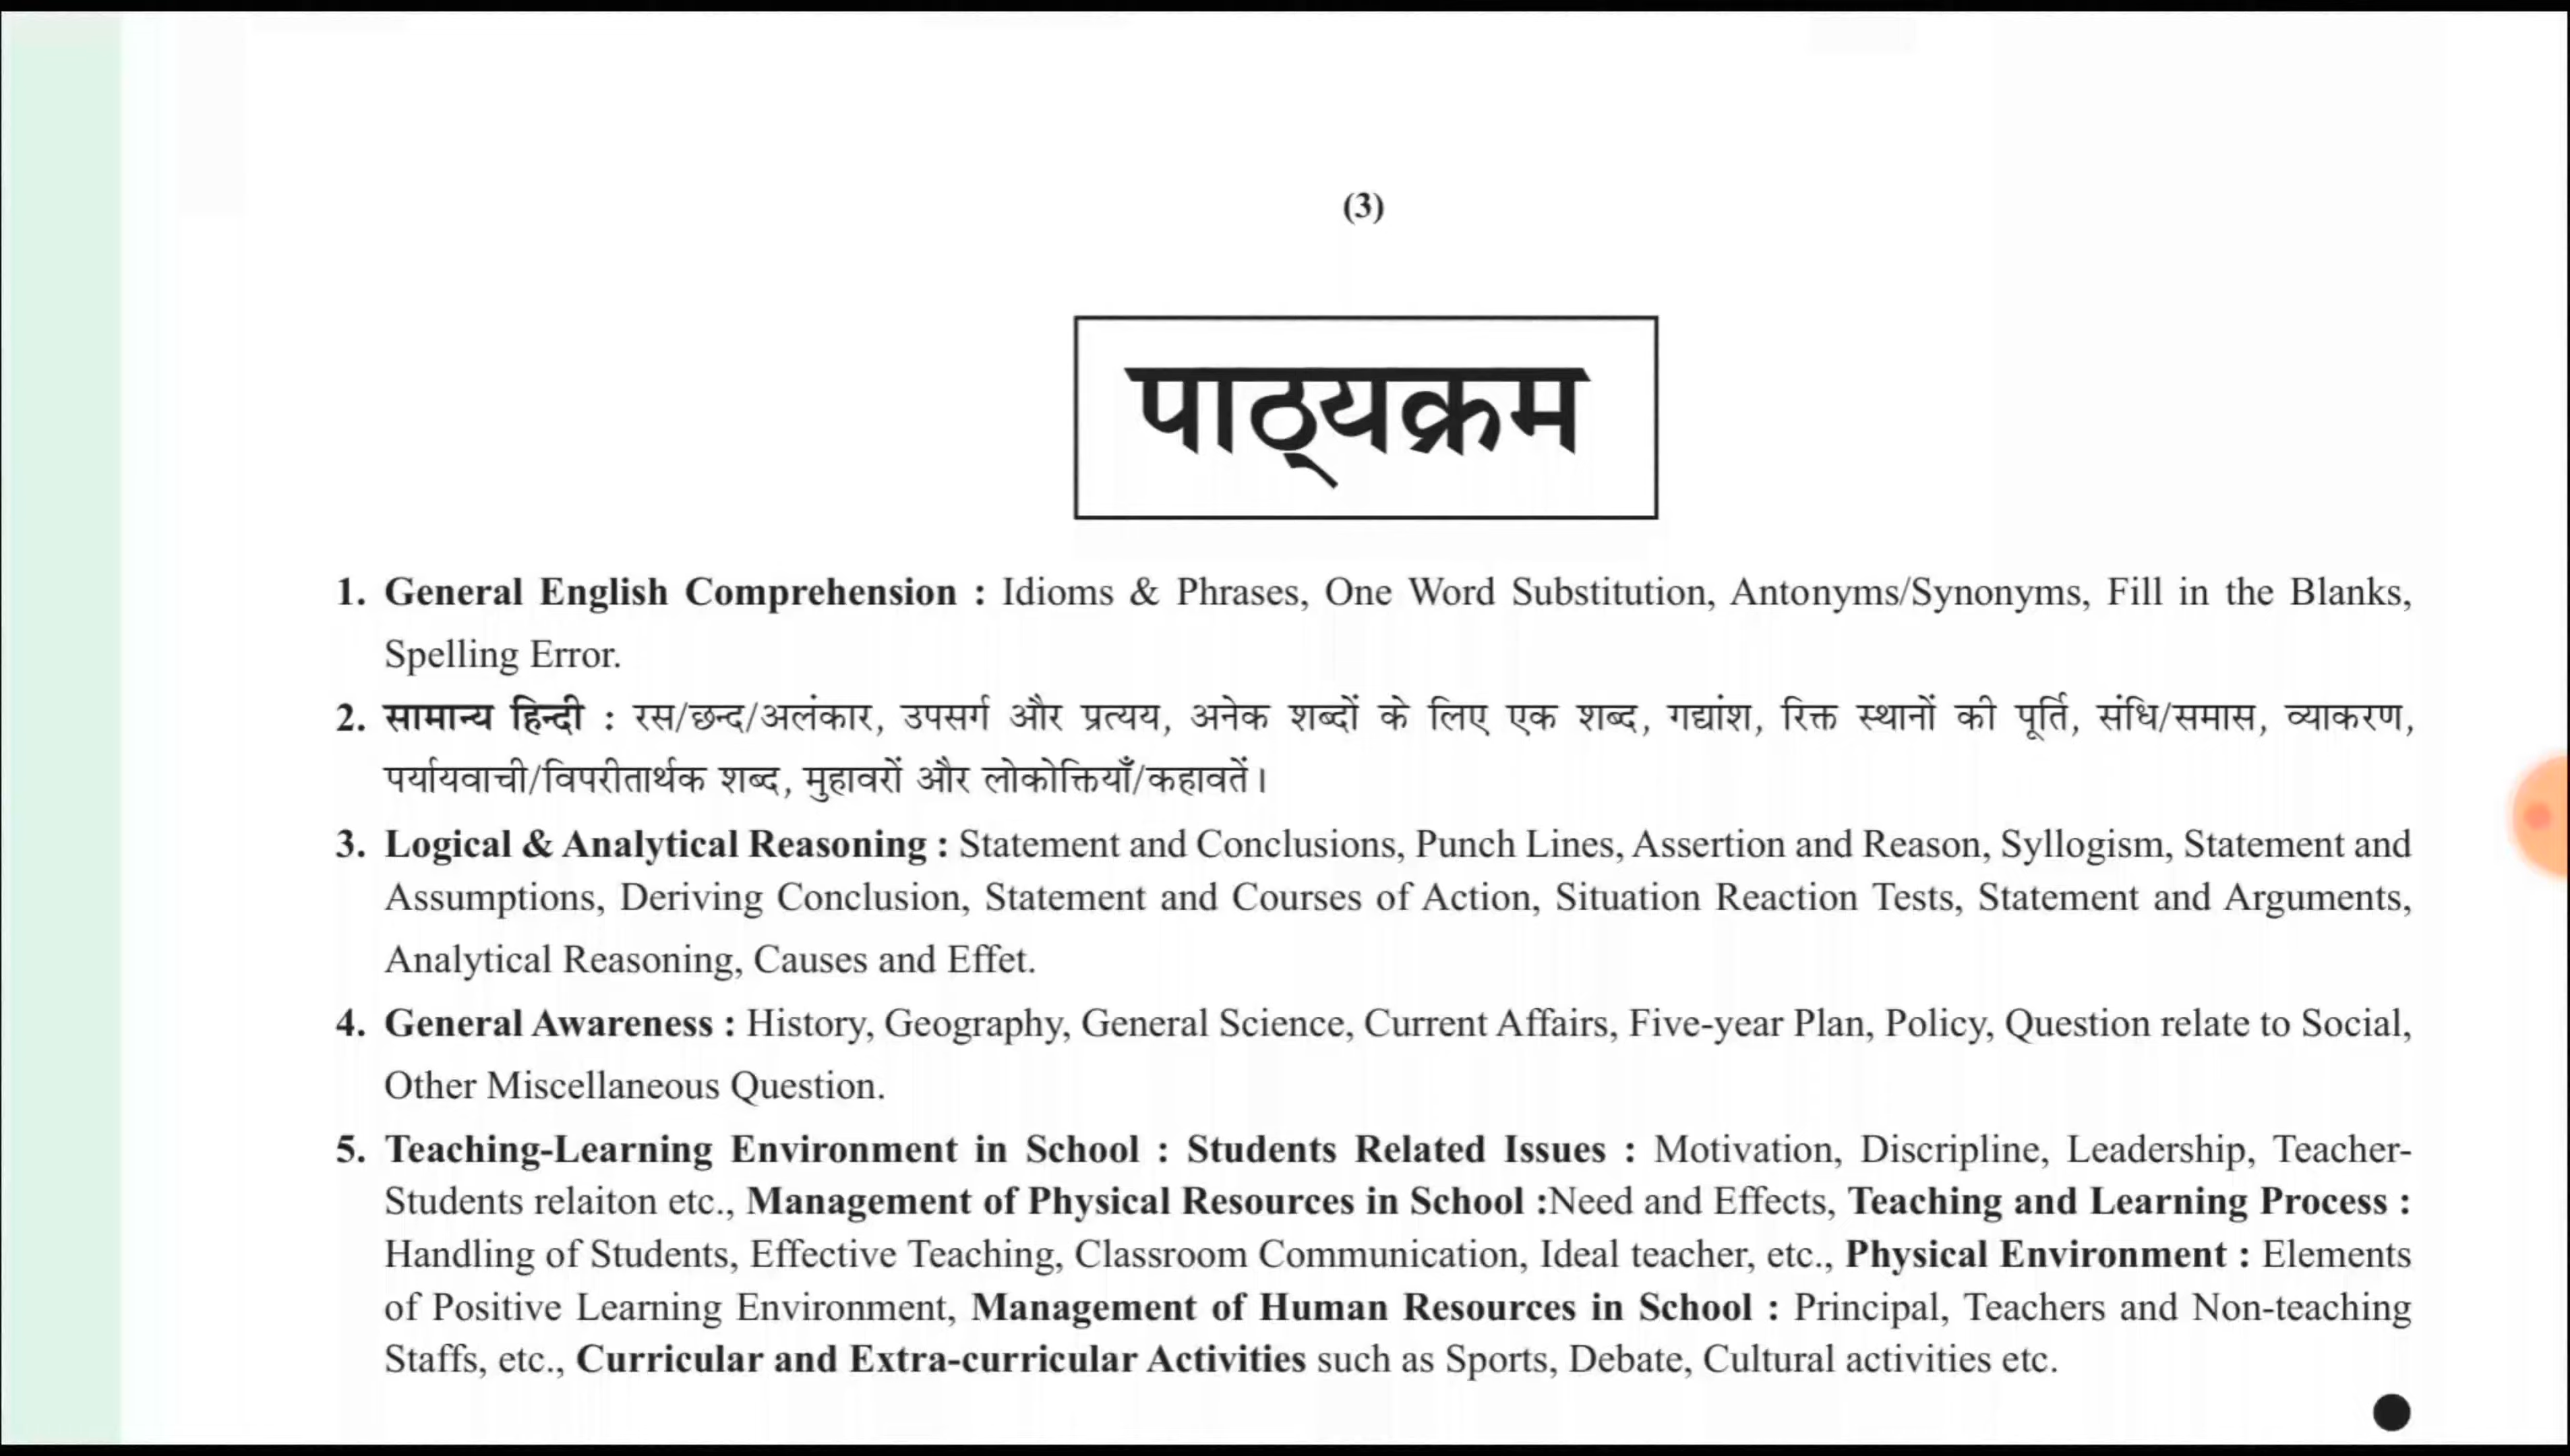 (3)
पाठ्यक्रम
1. General English Comprehension : Idioms & Phrases, One Word Substitution, Antonyms/Synonyms, Fill in the Blanks,
Spelling Error.
2. सामान्य हिन्दी : रस/छन्द/अलंकार, उपसर्ग और प्रत्यय, अनेक शब्दों के लिए एक शब्द, गद्यांश, रिक्त स्थानों की पूर्ति, संधि/समास, व्याकरण,
पर्यायवाची/विपरीतार्थक शब्द, मुहावरों और लोकोक्तियाँ/कहावतें।
3. Logical & Analytical Reasoning : Statement and Conclusions, Punch Lines, Assertion and Reason, Syllogism, Statement and
Assumptions, Deriving Conclusion, Statement and Courses of Action, Situation Reaction Tests, Statement and Arguments,
Analytical Reasoning, Causes and Effet.
4. General Awareness : History, Geography, General Science, Current Affairs, Five-year Plan, Policy, Question relate to Social,
Other Miscellaneous Question.
5. Teaching-Learning Environment in School : Students Related Issues : Motivation, Discripline, Leadership, Teacher-
Students relaiton etc., Management of Physical Resources in School :Need and Effects, Teaching and Learning Process :
Handling of Students, Effective Teaching, Classroom Communication, Ideal teacher, etc., Physical Environment : Elements
of Positive Learning Environment, Management of Human Resources in School : Principal, Teachers and Non-teaching
Staffs, etc., Curricular and Extra-curricular Activities such as Sports, Debate, Cultural activities etc.